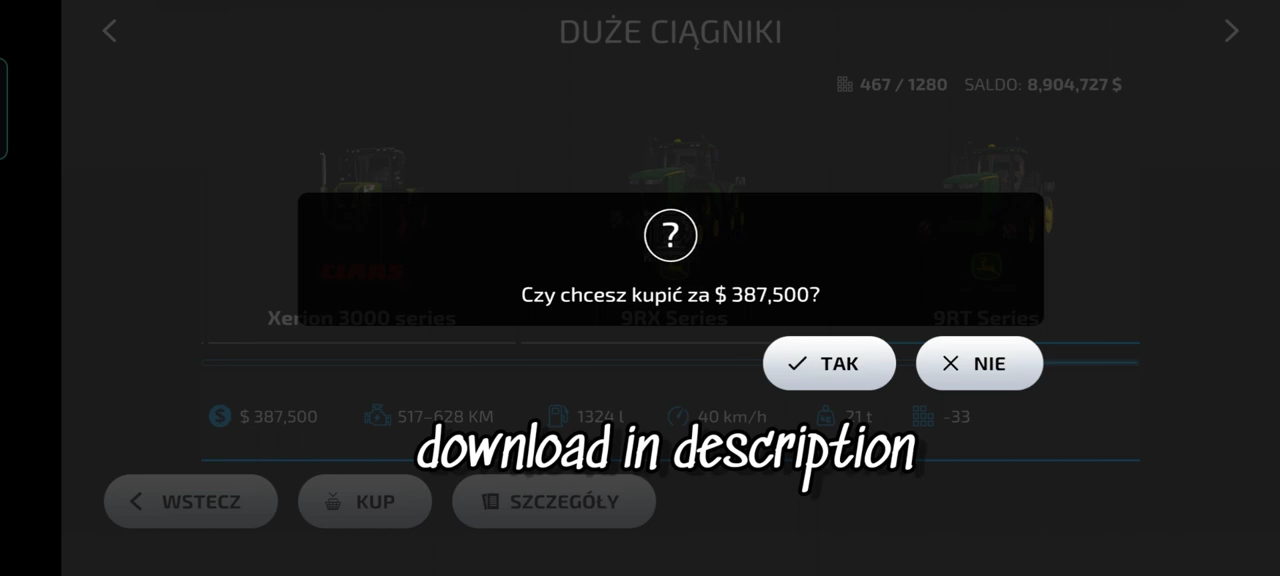 DUŻE CIĄGNIKI
467 / 1280 SALDO: 8,904,727 $
CLAAS
?
Czy chcesz kupić za $ 387,500?
Xerion 3000 series 9RX Series 9RT Series
TAK NIE
$ 387,500 517–628 KM 1324 l 40 km/h 21 t -33
download in description
WSTECZ KUP SZCZEGÓŁY